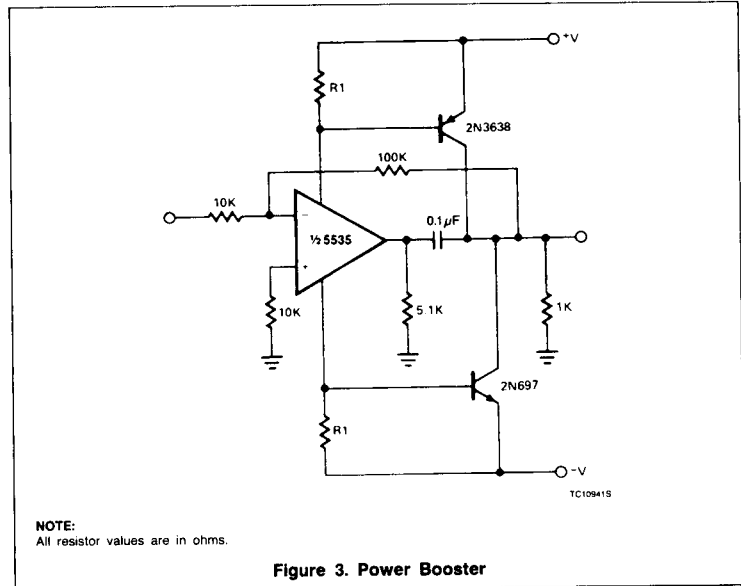 +V
R1
2N3638
100K
10K
0.1μF
−
½ 5535
+
10K
5.1K
1K
2N697
R1
-V
TC10941S
NOTE:
All resistor values are in ohms.
Figure 3. Power Booster